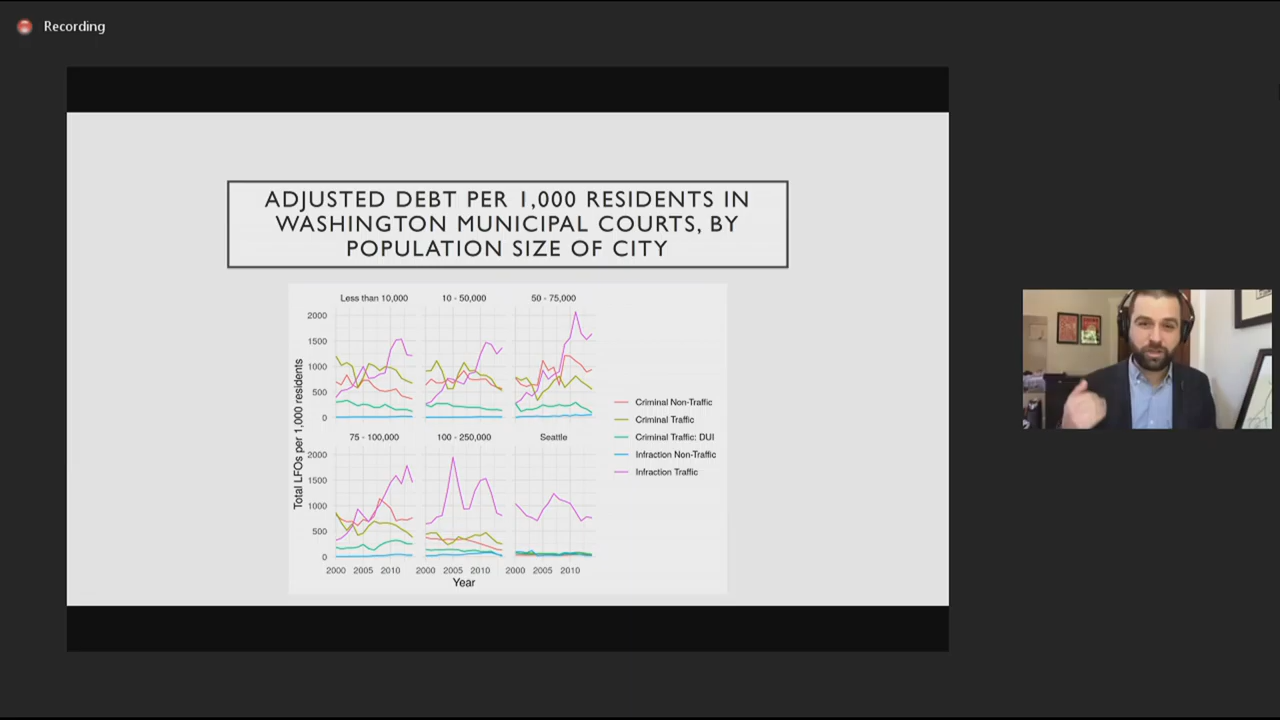 Recording
ADJUSTED DEBT PER 1,000 RESIDENTS IN
WASHINGTON MUNICIPAL COURTS, BY
POPULATION SIZE OF CITY
Less than 10,000
10 - 50,000
50 - 75,000
2000
1500
1000
500
0
75 - 100,000
100 - 250,000
Seattle
2000
1500
1000
500
0
Total LFOs per 1,000 residents
2000 2005 2010
2000 2005 2010
2000 2005 2010
Year
Criminal Non-Traffic
Criminal Traffic
Criminal Traffic: DUI
Infraction Non-Traffic
Infraction Traffic